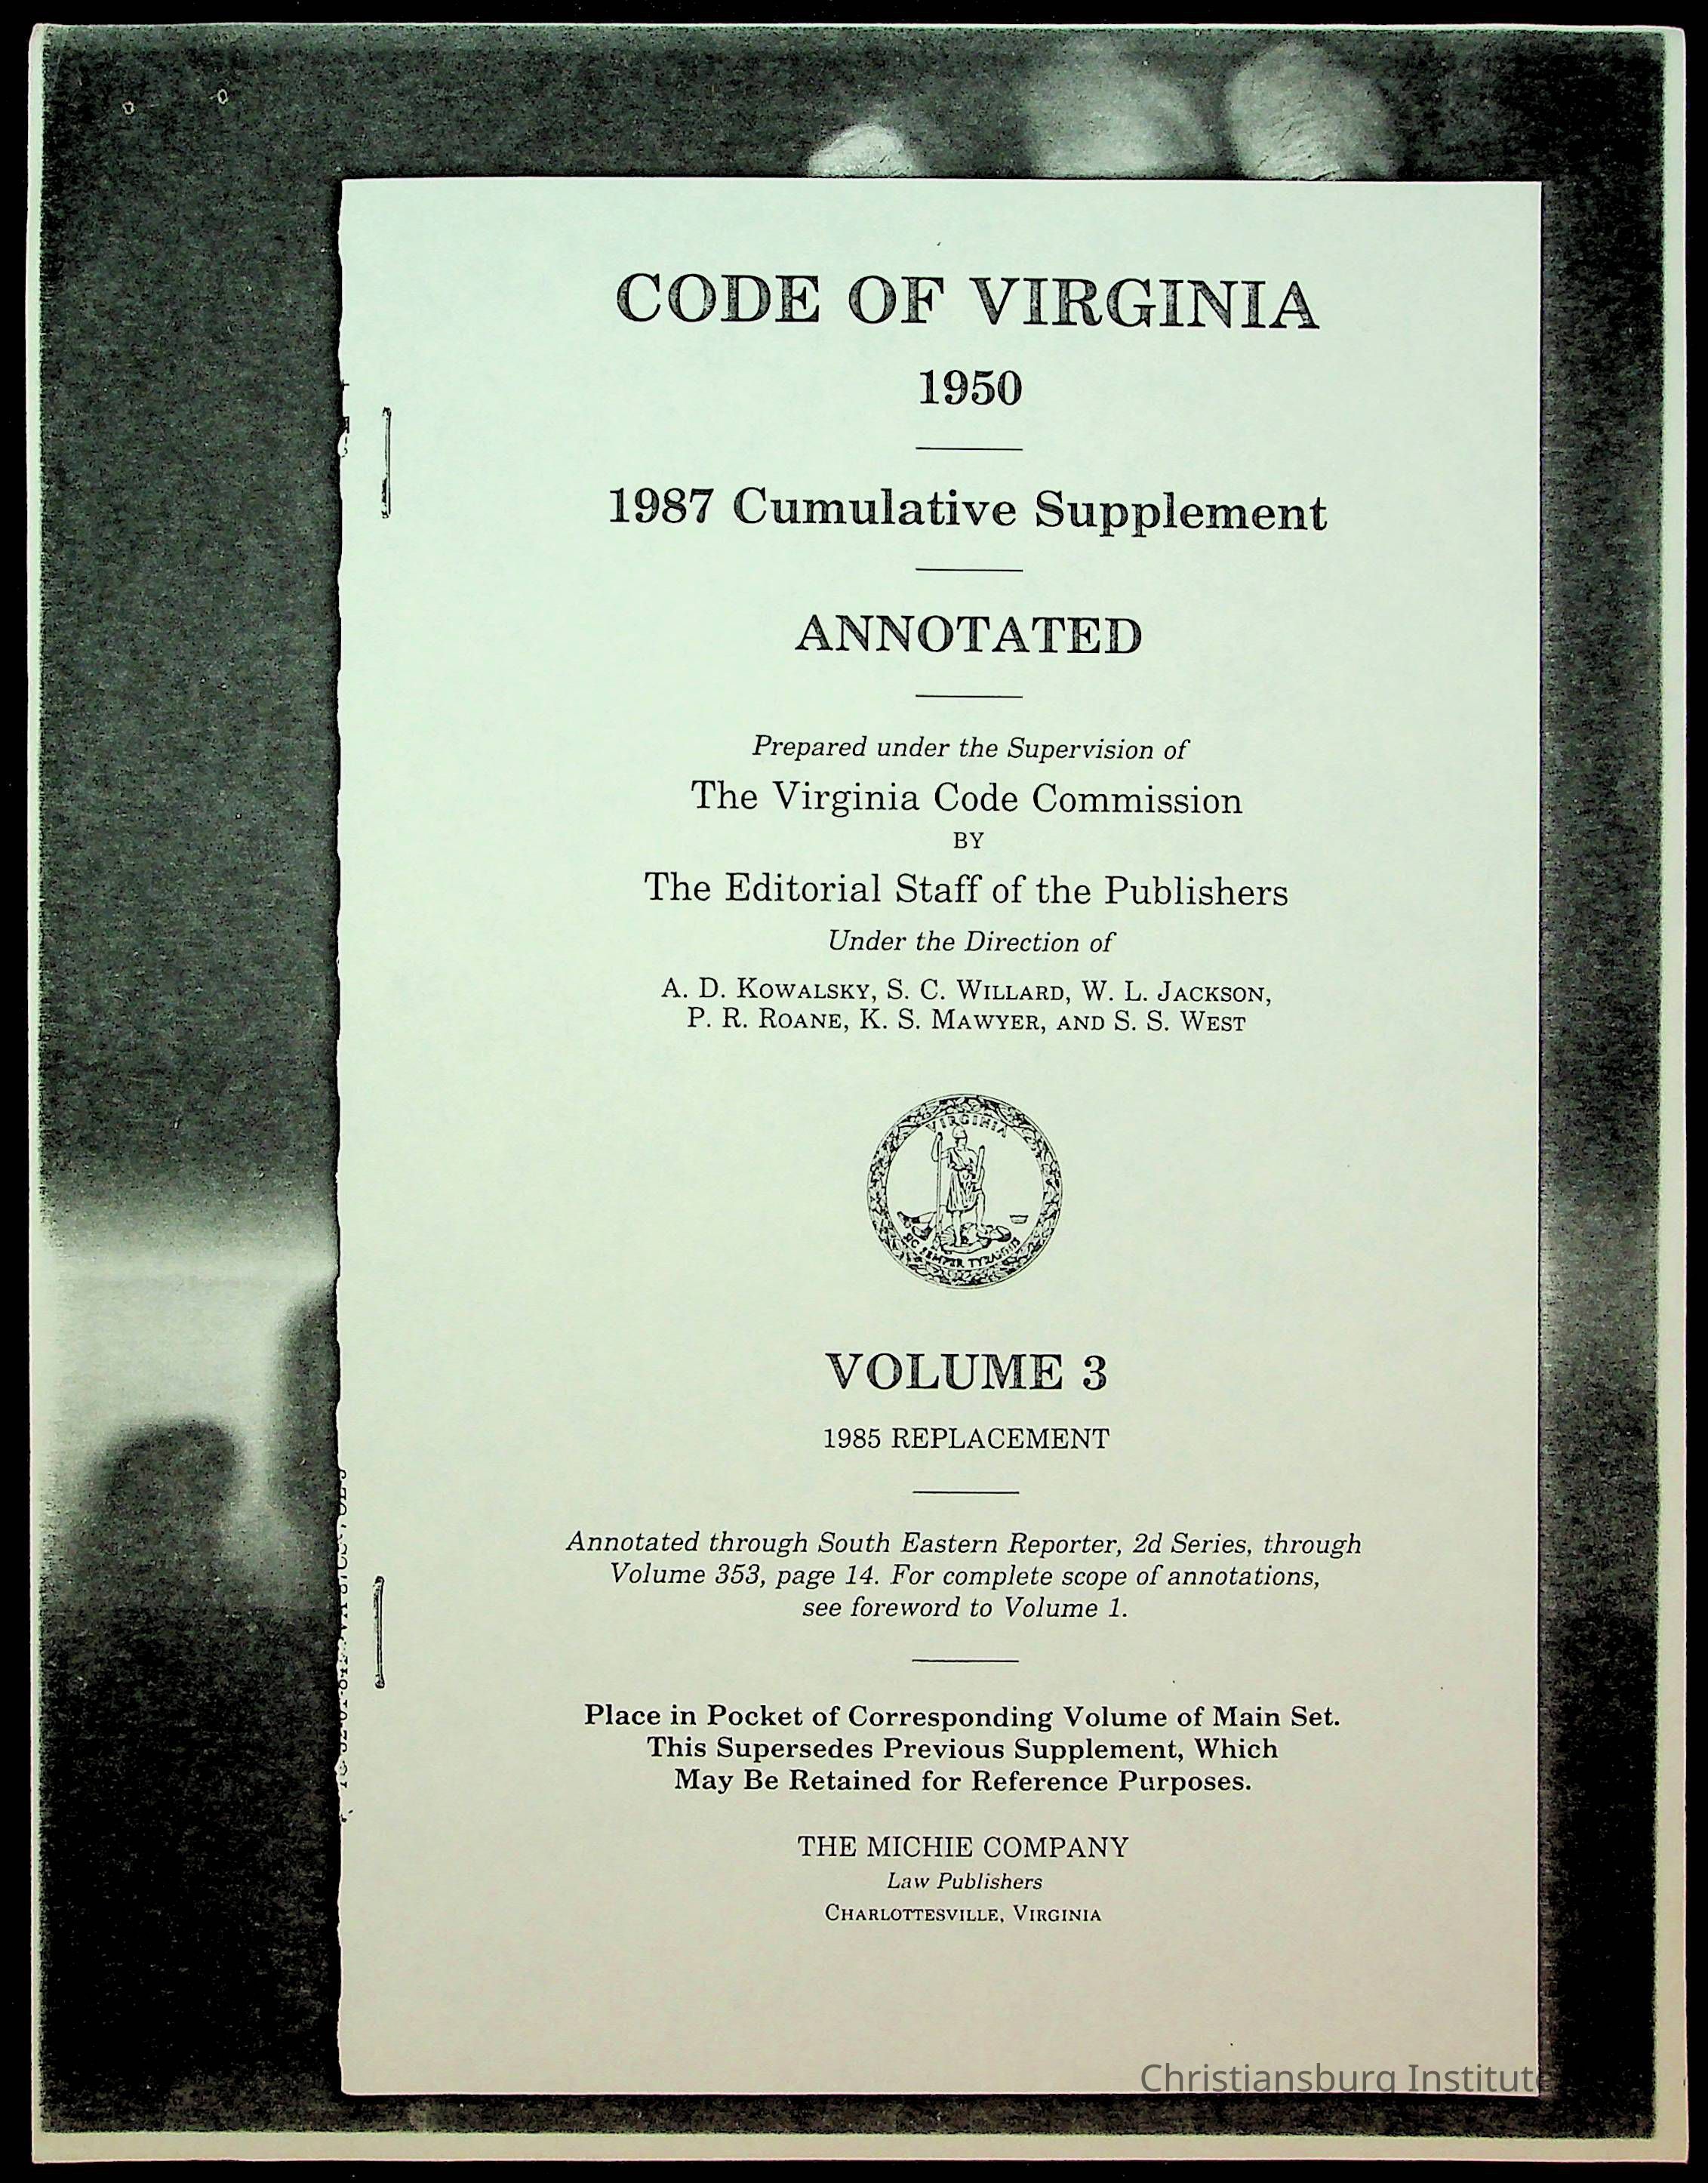 CODE OF VIRGINIA
1950
1987 Cumulative Supplement
ANNOTATED
Prepared under the Supervision of
The Virginia Code Commission
BY
The Editorial Staff of the Publishers
Under the Direction of
A. D. KOWALSKY, S. C. WILLARD, W. L. JACKSON,
P. R. ROANE, K. S. MAWYER, AND S. S. WEST
VIRGINIA
SIC SEMPER TYRANNIS
VOLUME 3
1985 REPLACEMENT
Annotated through South Eastern Reporter, 2d Series, through
Volume 353, page 14. For complete scope of annotations,
see foreword to Volume 1.
Place in Pocket of Corresponding Volume of Main Set.
This Supersedes Previous Supplement, Which
May Be Retained for Reference Purposes.
THE MICHIE COMPANY
Law Publishers
CHARLOTTESVILLE, VIRGINIA
Christiansburg Institute